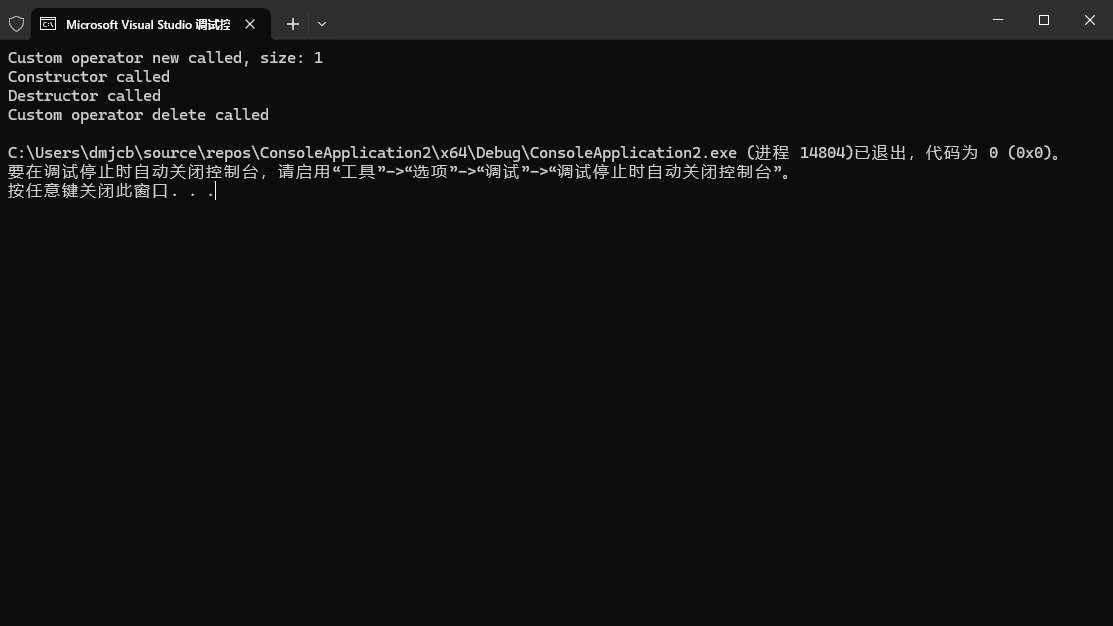 Microsoft Visual Studio 调试控
Custom operator new called, size: 1
Constructor called
Destructor called
Custom operator delete called
C:\Users\dmjcb\source\repos\ConsoleApplication2\x64\Debug\ConsoleApplication2.exe (进程 14804)已退出，代码为 0 (0x0)。
要在调试停止时自动关闭控制台，请启用“工具”->“选项”->“调试”->“调试停止时自动关闭控制台”。
按任意键关闭此窗口. . .